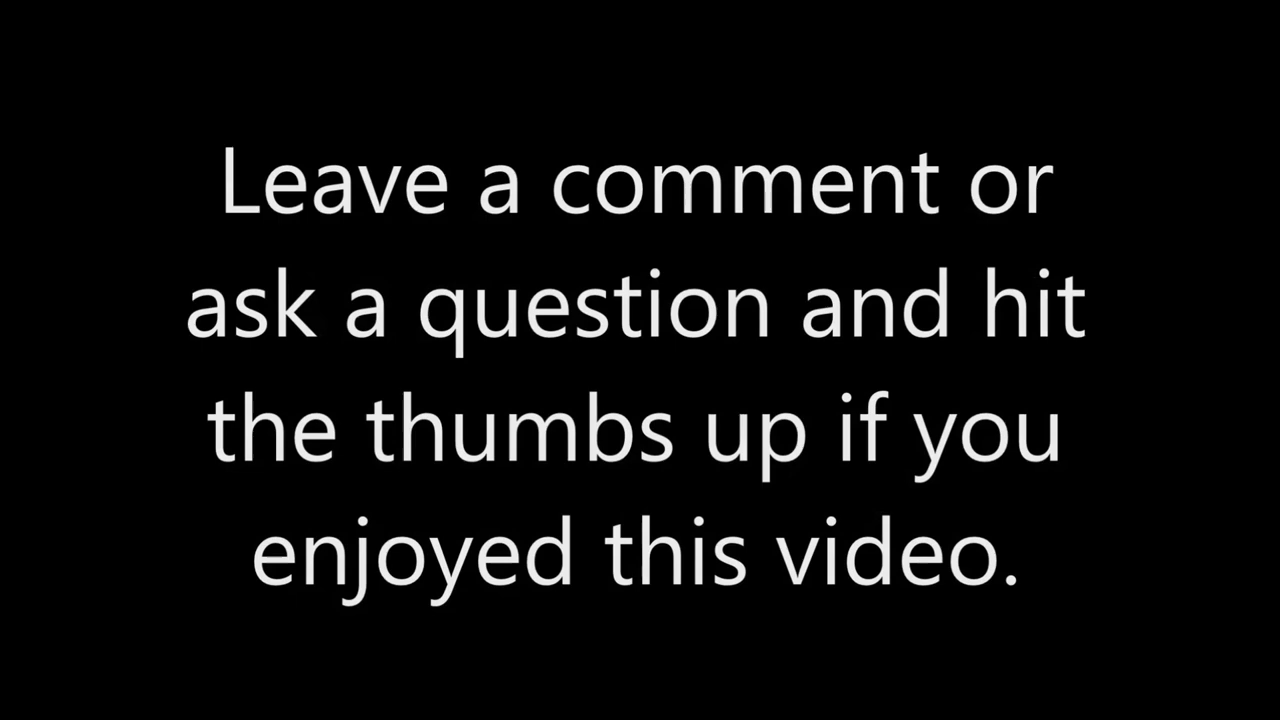 Leave a comment or
ask a question and hit
the thumbs up if you
enjoyed this video.